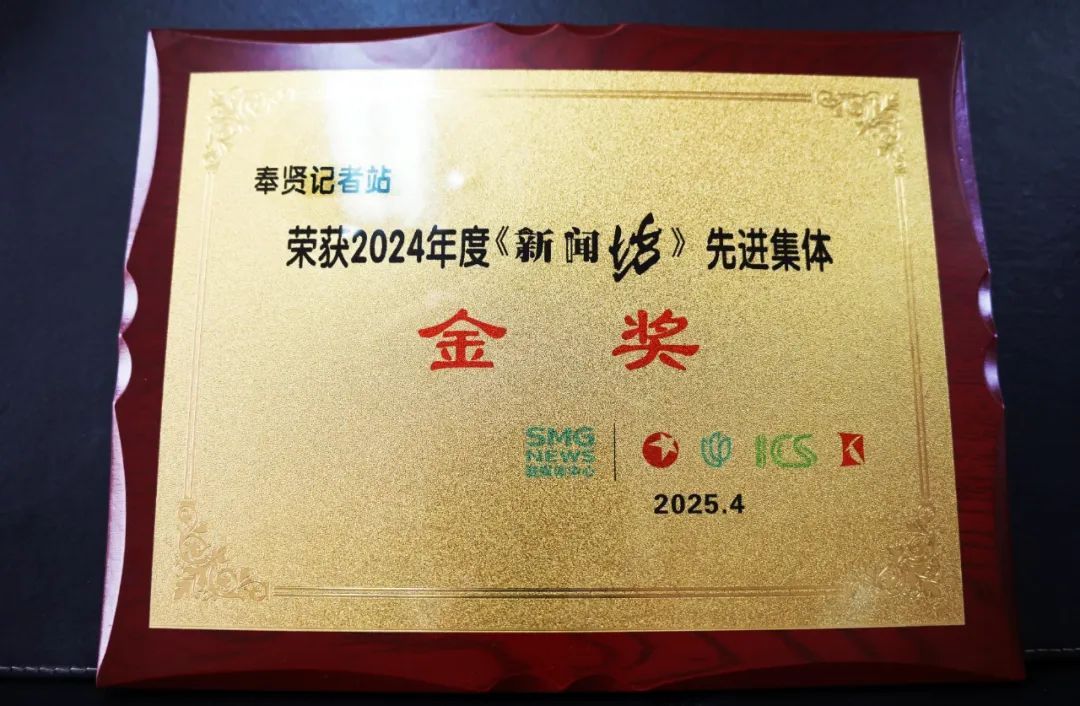 奉贤记者站
荣获2024年度《新闻坊》先进集体
金奖
SMG
NEWS
融媒体中心
ICS
K
2025.4